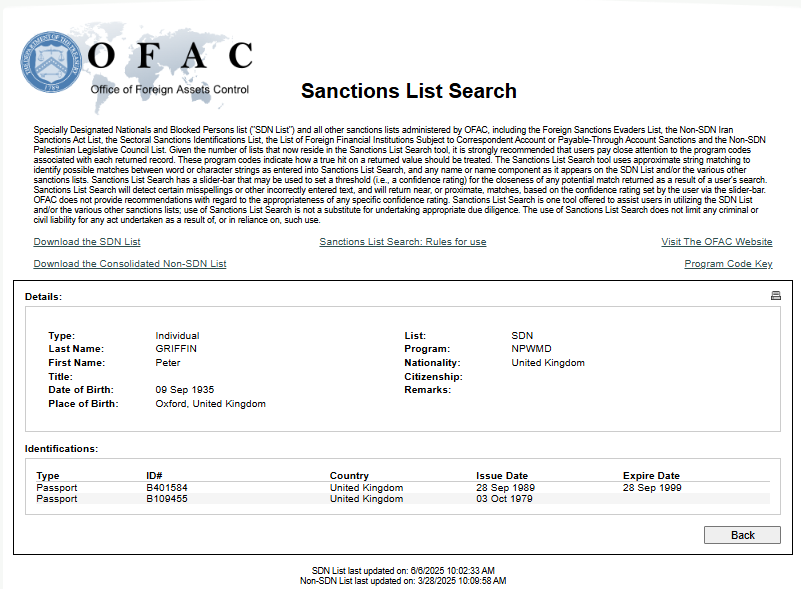 THE DEPARTMENT OF THE TREASURY
1789
OFAC
Office of Foreign Assets Control
Sanctions List Search
Specially Designated Nationals and Blocked Persons list ("SDN List") and all other sanctions lists administered by OFAC, including the Foreign Sanctions Evaders List, the Non-SDN Iran
Sanctions Act List, the Sectoral Sanctions Identifications List, the List of Foreign Financial Institutions Subject to Correspondent Account or Payable-Through Account Sanctions and the Non-SDN
Palestinian Legislative Council List. Given the number of lists that now reside in the Sanctions List Search tool, it is strongly recommended that users pay close attention to the program codes
associated with each returned record. These program codes indicate how a true hit on a returned value should be treated. The Sanctions List Search tool uses approximate string matching to
identify possible matches between word or character strings as entered into Sanctions List Search, and any name or name component as it appears on the SDN List and/or the various other
sanctions lists. Sanctions List Search has a slider-bar that may be used to set a threshold (i.e., a confidence rating) for the closeness of any potential match returned as a result of a user's search.
Sanctions List Search will detect certain misspellings or other incorrectly entered text, and will return near, or proximate, matches, based on the confidence rating set by the user via the slider-bar.
OFAC does not provide recommendations with regard to the appropriateness of any specific confidence rating. Sanctions List Search is one tool offered to assist users in utilizing the SDN List
and/or the various other sanctions lists; use of Sanctions List Search is not a substitute for undertaking appropriate due diligence. The use of Sanctions List Search does not limit any criminal or
civil liability for any act undertaken as a result of, or in reliance on, such use.
Download the SDN List Sanctions List Search: Rules for use Visit The OFAC Website
Download the Consolidated Non-SDN List Program Code Key
Details:
Type: Individual List: SDN
Last Name: GRIFFIN Program: NPWMD
First Name: Peter Nationality: United Kingdom
Title: Citizenship:
Date of Birth: 09 Sep 1935 Remarks:
Place of Birth: Oxford, United Kingdom
Identifications:
Type ID# Country Issue Date Expire Date
Passport B401584 United Kingdom 28 Sep 1989 28 Sep 1999
Passport B109455 United Kingdom 03 Oct 1979
Back
SDN List last updated on: 6/6/2025 10:02:33 AM
Non-SDN List last updated on: 3/28/2025 10:09:58 AM